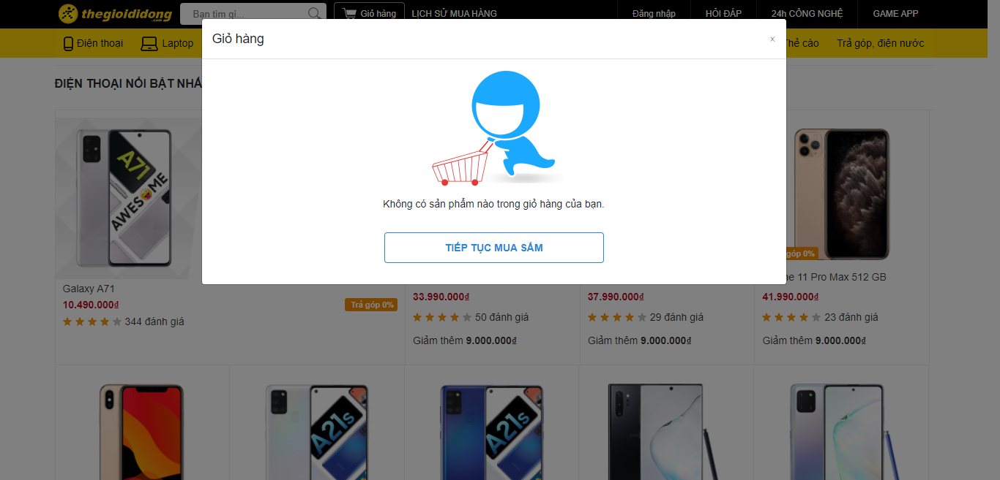 thegioididong
.com
Bạn tìm gì...
Giỏ hàng
LỊCH SỬ MUA HÀNG
Đăng nhập
HỎI ĐÁP
24h CÔNG NGHỆ
GAME APP
Điện thoại
Laptop
Thẻ cào
Trả góp, điện nước
Giỏ hàng
×
ĐIỆN THOẠI NỔI BẬT NHẤ
Không có sản phẩm nào trong giỏ hàng của bạn.
TIẾP TỤC MUA SẮM
A71
AWESOME
Galaxy A71
10.490.000₫
344 đánh giá
Trả góp 0%
33.990.000₫
50 đánh giá
Giảm thêm 9.000.000₫
37.990.000₫
29 đánh giá
Giảm thêm 9.000.000₫
góp 0%
ne 11 Pro Max 512 GB
41.990.000₫
23 đánh giá
Giảm thêm 9.000.000₫
A21s
A21s